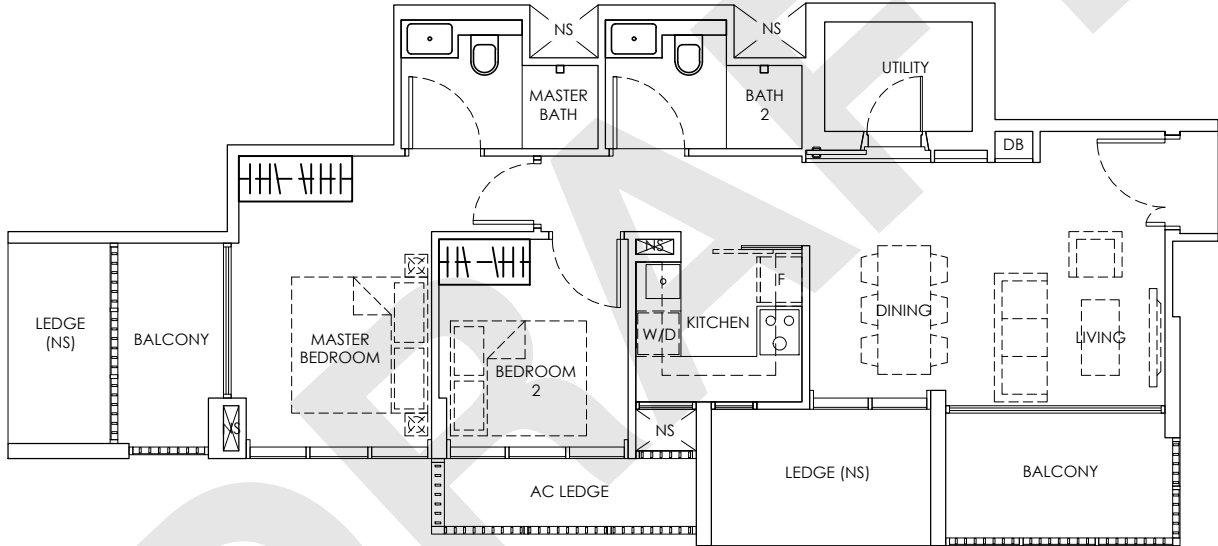 NS
NS
MASTER
BATH
BATH
2
UTILITY
DB
NS
LEDGE
(NS)
BALCONY
MASTER
BEDROOM
BEDROOM
2
W/D
KITCHEN
F
DINING
LIVING
NS
NS
AC LEDGE
LEDGE (NS)
BALCONY
DRAFT